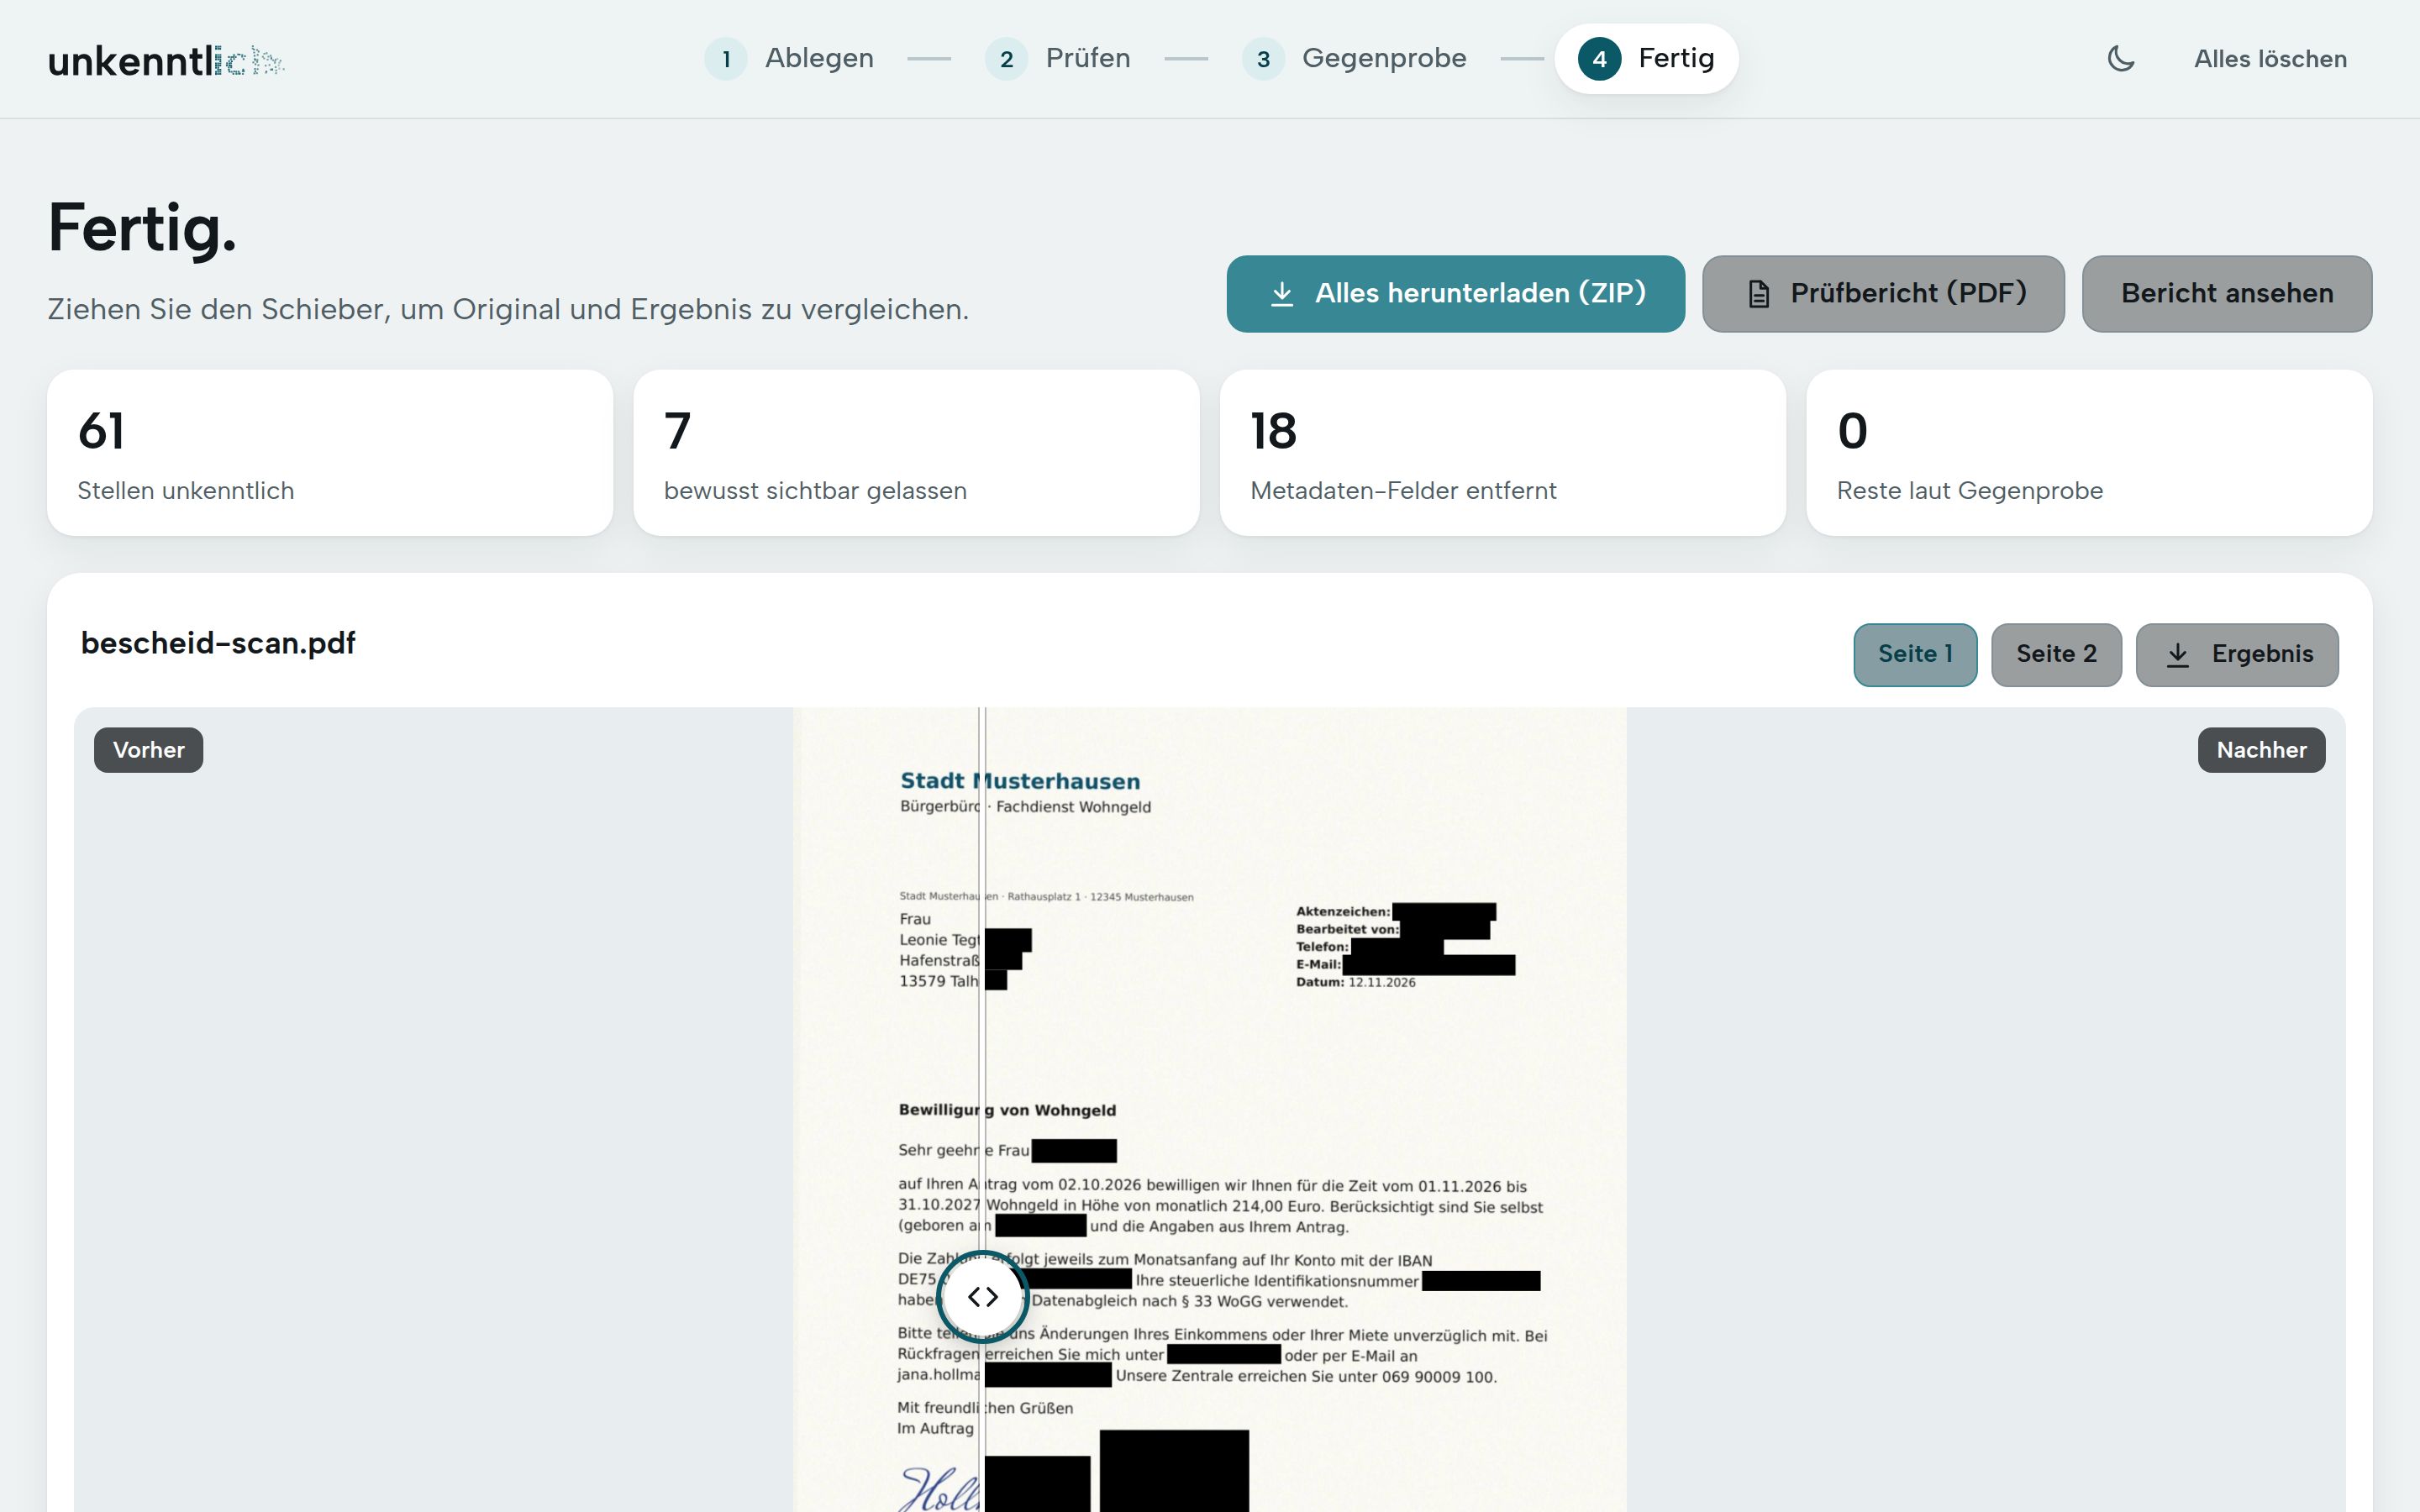 unkenntlich
1 Ablegen
2 Prüfen
3 Gegenprobe
4 Fertig
Alles löschen
Fertig.
Ziehen Sie den Schieber, um Original und Ergebnis zu vergleichen.
Alles herunterladen (ZIP)
Prüfbericht (PDF)
Bericht ansehen
61
Stellen unkenntlich
7
bewusst sichtbar gelassen
18
Metadaten-Felder entfernt
0
Reste laut Gegenprobe
bescheid-scan.pdf
Seite 1
Seite 2
Ergebnis
Vorher
Nachher
Stadt Musterhausen
Bürgerbüro · Fachdienst Wohngeld
Stadt Musterhausen · Rathausplatz 1 · 12345 Musterhausen
Frau
Leonie
Hafenstraß
13579 Talh
Aktenzeichen:
Bearbeitet von:
Telefon:
E-Mail:
Datum: 12.11.2026
Bewilligung von Wohngeld
Sehr geehrte Frau
auf Ihren Antrag vom 02.10.2026 bewilligen wir Ihnen für die Zeit vom 01.11.2026 bis
31.10.2027 Wohngeld in Höhe von monatlich 214,00 Euro. Berücksichtigt sind Sie selbst
(geboren am und die Angaben aus Ihrem Antrag.
Die Zahlung erfolgt jeweils zum Monatsanfang auf Ihr Konto mit der IBAN
DE75 Ihre steuerliche Identifikationsnummer
haben Datenabgleich nach § 33 WoGG verwendet.
Bitte teilen Sie uns Änderungen Ihres Einkommens oder Ihrer Miete unverzüglich mit. Bei
Rückfragen erreichen Sie mich unter oder per E-Mail an
jana.hollma Unsere Zentrale erreichen Sie unter 069 90009 100.
Mit freundlichen Grüßen
Im Auftrag